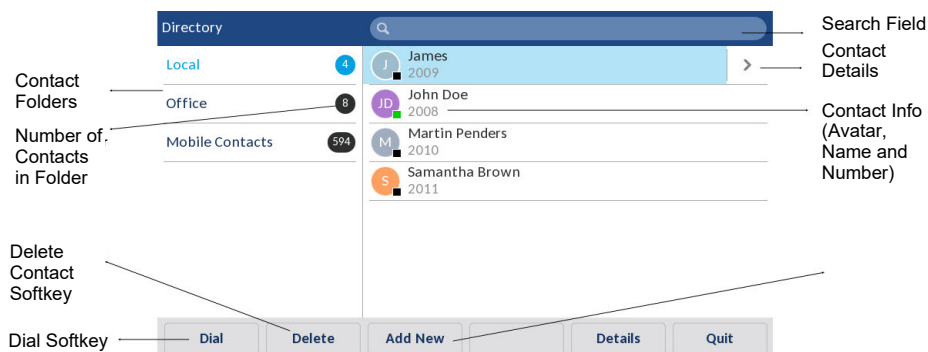 Directory
Search Field
Local 4
James
2009
Contact
Details
Contact
Folders
Office 8
John Doe
2008
Contact Info
(Avatar,
Name and
Number)
Number of
Contacts
in Folder
Mobile Contacts 594
M Martin Penders
2010
S Samantha Brown
2011
J
JD
Delete
Contact
Softkey
Dial Softkey
Dial Delete Add New Details Quit